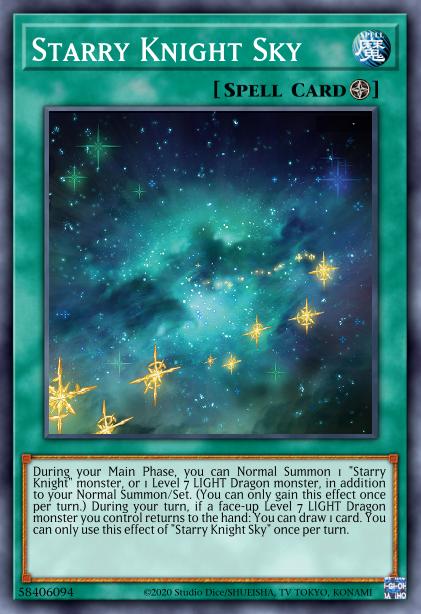 STARRY KNIGHT SKY
SPELL
魔
[SPELL CARD]
During your Main Phase, you can Normal Summon 1 "Starry
Knight" monster, or 1 Level 7 LIGHT Dragon monster, in addition
to your Normal Summon/Set. (You can only gain this effect once
per turn.) During your turn, if a face-up Level 7 LIGHT Dragon
monster you control returns to the hand: You can draw 1 card. You
can only use this effect of "Starry Knight Sky" once per turn.
58406094
©2020 Studio Dice/SHUEISHA, TV TOKYO, KONAMI